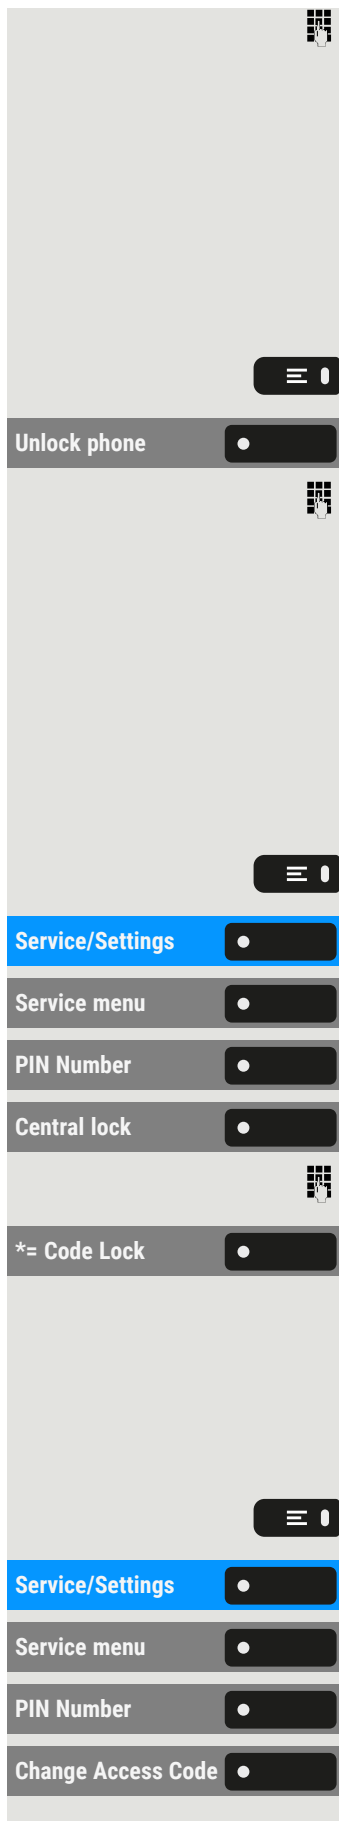 Unlock phone
Service/Settings
Service menu
PIN Number
Central lock
*= Code Lock
Service/Settings
Service menu
PIN Number
Change Access Code